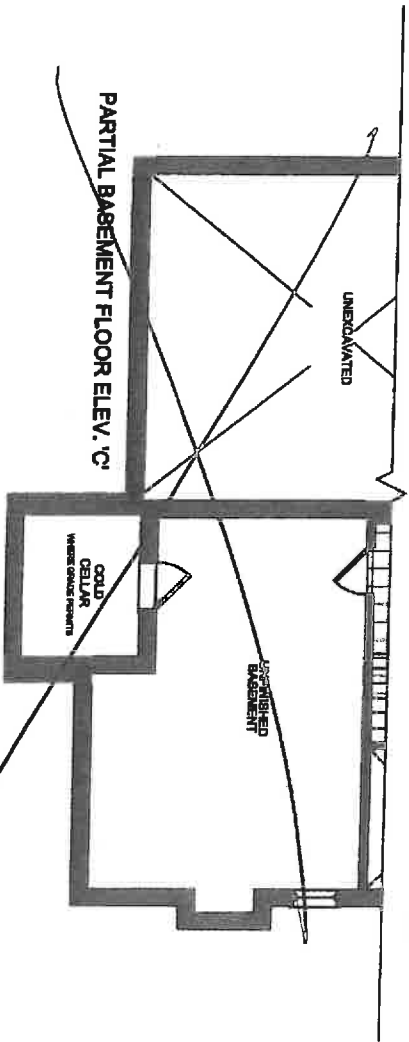 PARTIAL BASEMENT FLOOR ELEV. 'C'
UNEXCAVATED
COLD
CELLAR
WHERE GRADE PERMITS
UNFINISHED
BASEMENT